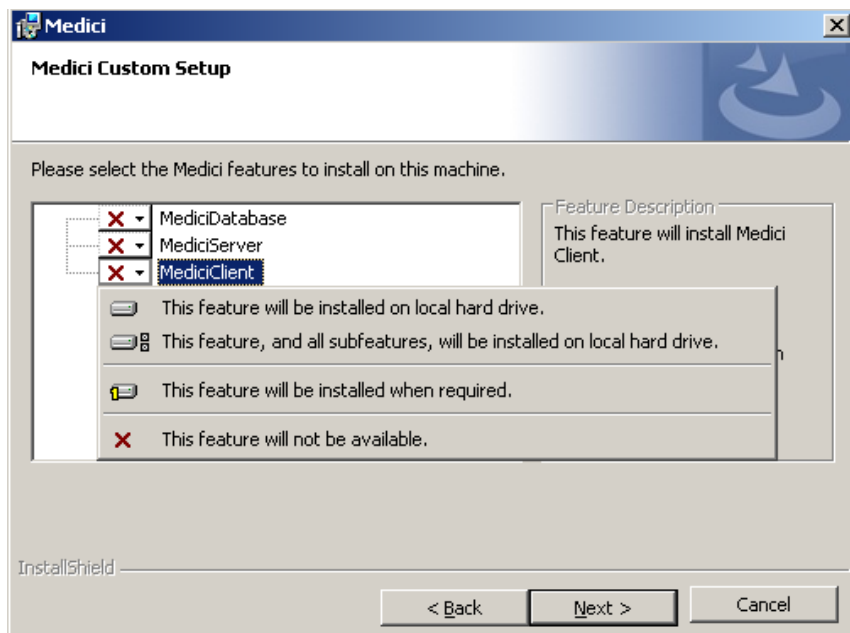 Medici
Medici Custom Setup
Please select the Medici features to install on this machine.
MediciDatabase
MediciServer
MediciClient
Feature Description
This feature will install Medici
Client.
This feature will be installed on local hard drive.
This feature, and all subfeatures, will be installed on local hard drive.
This feature will be installed when required.
This feature will not be available.
InstallShield
< Back
Next >
Cancel